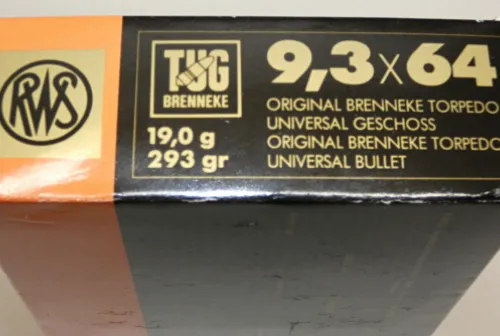 RWS
TUG
BRENNEKE
19,0 g
293 gr
9,3x64
ORIGINAL BRENNEKE TORPEDO
UNIVERSAL GESCHOSS
ORIGINAL BRENNEKE TORPEDO
UNIVERSAL BULLET